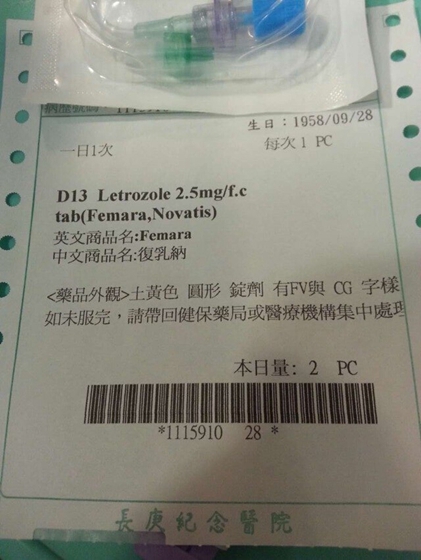 生日：1958/09/28
一日1次 每次1 PC
D13 Letrozole 2.5mg/f.c
tab(Femara,Novatis)
英文商品名:Femara
中文商品名:復乳納
<藥品外觀>土黃色 圓形 錠劑 有FV與 CG 字樣
如未服完，請帶回健保藥局或醫療機構集中處理
本日量: 2 PC
*1115910 28 *
長庚紀念醫院